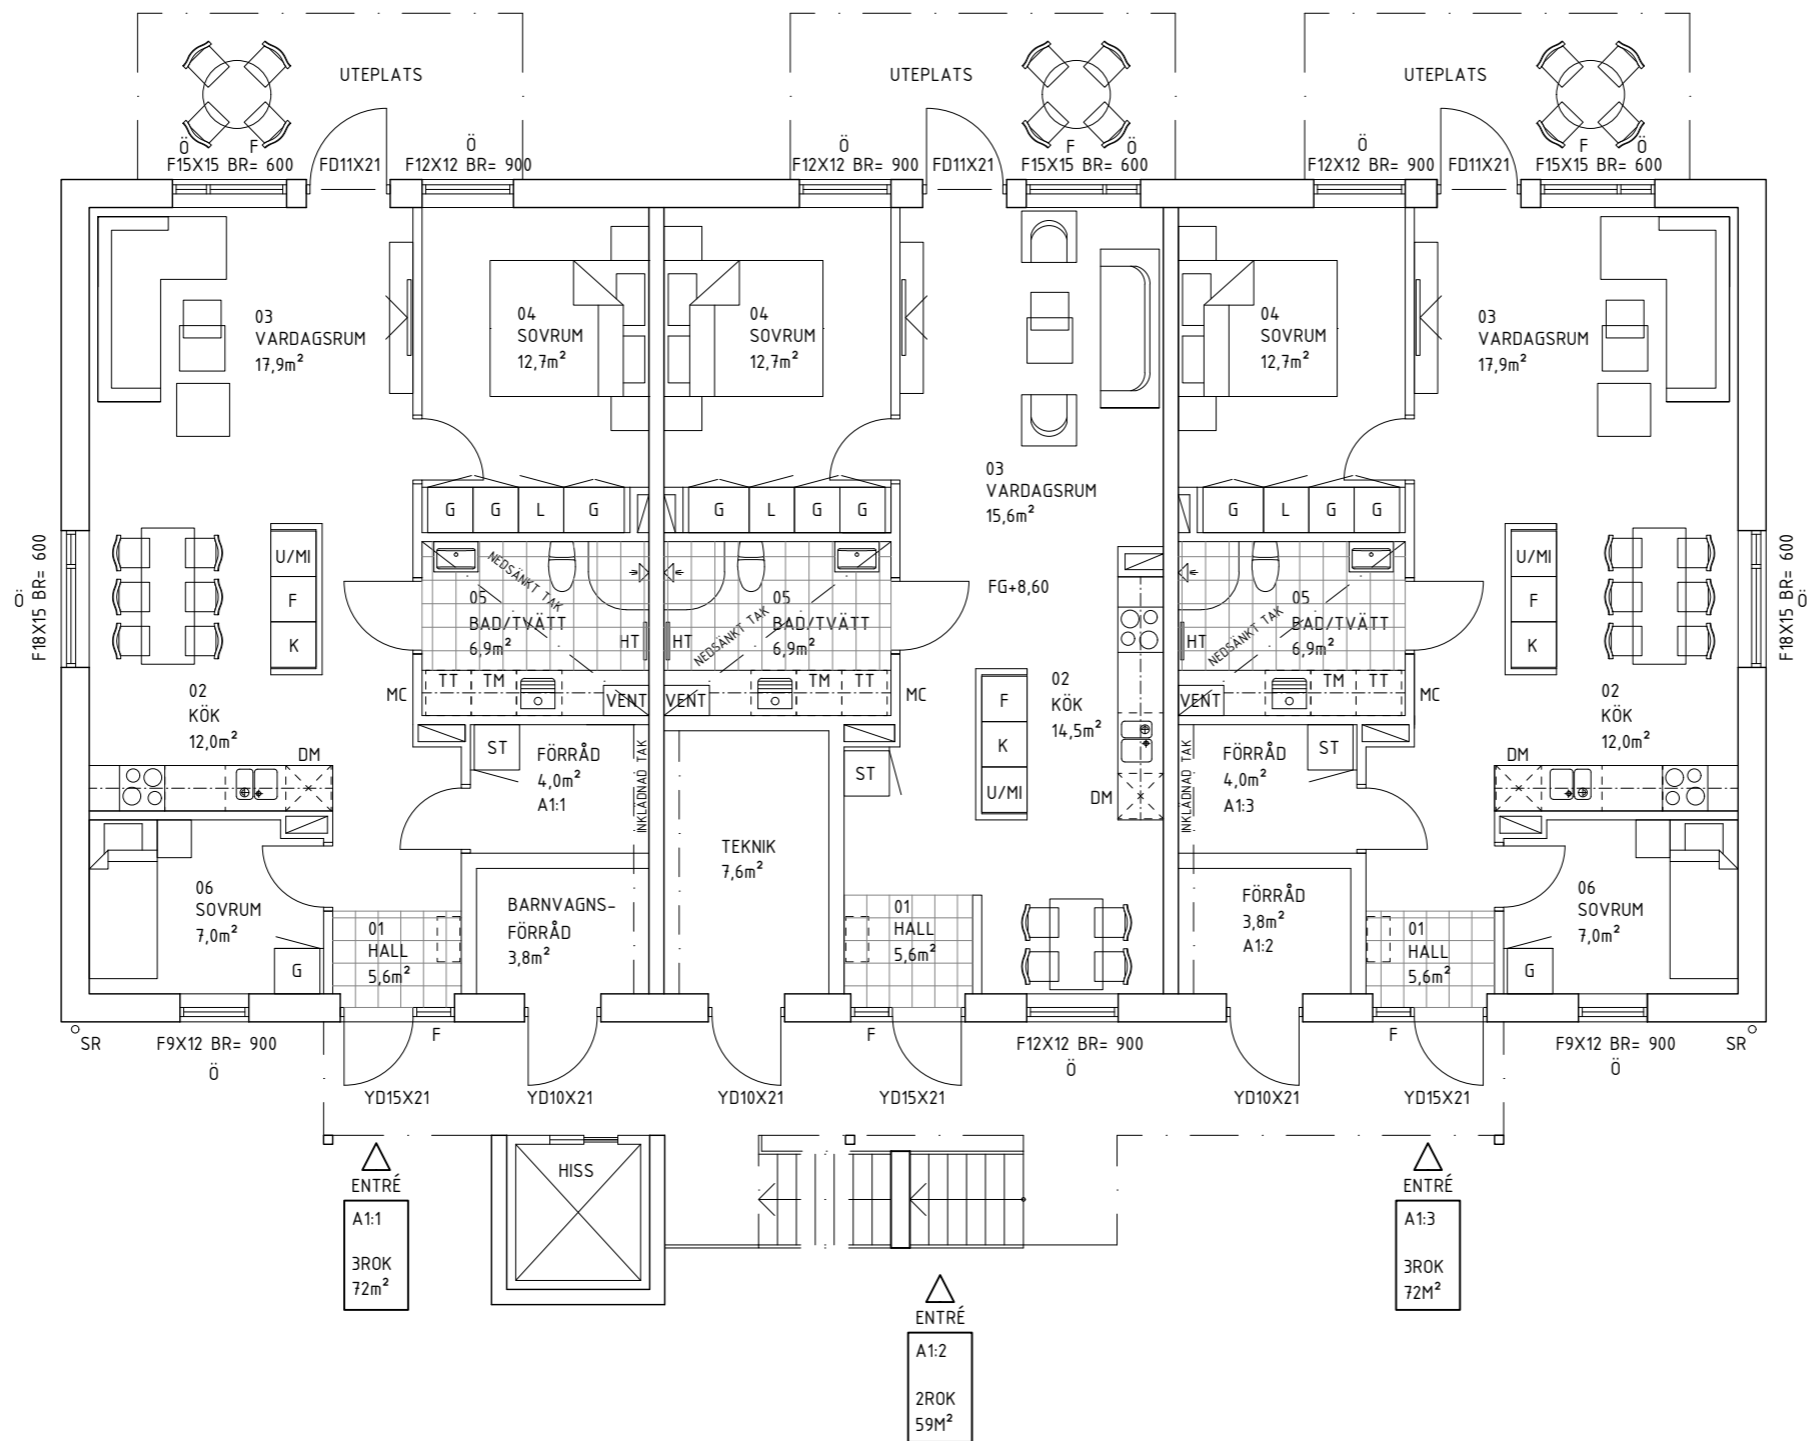 UTEPLATS
UTEPLATS
UTEPLATS
Ö F
F15X15 BR= 600
FD11X21
Ö
F12X12 BR= 900
Ö
F12X12 BR= 900
FD11X21
F Ö
F15X15 BR= 600
Ö
F12X12 BR= 900
FD11X21
F Ö
F15X15 BR= 600
03
VARDAGSRUM
17,9m²
04
SOVRUM
12,7m²
04
SOVRUM
12,7m²
04
SOVRUM
12,7m²
03
VARDAGSRUM
17,9m²
03
VARDAGSRUM
15,6m²
G G L G
G L G G
G L G G
Ö
F18X15 BR= 600
U/MI
F
K
NEDSÄNKT TAK
05
BAD/TVÄTT
6,9m²
HT
HT
NEDSÄNKT TAK
05
BAD/TVÄTT
6,9m²
FG+8,60
HT
NEDSÄNKT TAK
05
BAD/TVÄTT
6,9m²
U/MI
F
K
F18X15 BR= 600
Ö
MC
TT TM
VENT
VENT
TM TT
MC
VENT
TM TT
MC
02
KÖK
12,0m²
DM
ST
FÖRRÅD
4,0m²
A1:1
INKLÄDNAD TAK
TEKNIK
7,6m²
ST
F
K
U/MI
02
KÖK
14,5m²
DM
INKLÄDNAD TAK
FÖRRÅD
4,0m²
A1:3
ST
02
KÖK
12,0m²
DM
06
SOVRUM
7,0m²
G
01
HALL
5,6m²
BARNVAGNS-
FÖRRÅD
3,8m²
01
HALL
5,6m²
FÖRRÅD
3,8m²
A1:2
01
HALL
5,6m²
06
SOVRUM
7,0m²
G
SR
F9X12 BR= 900
Ö
F
F
F12X12 BR= 900
Ö
F
F9X12 BR= 900
Ö
SR
YD15X21
YD10X21
YD10X21
YD15X21
YD10X21
YD15X21
HISS
ENTRÉ
A1:1
3ROK
72m²
ENTRÉ
A1:3
3ROK
72M²
ENTRÉ
A1:2
2ROK
59M²